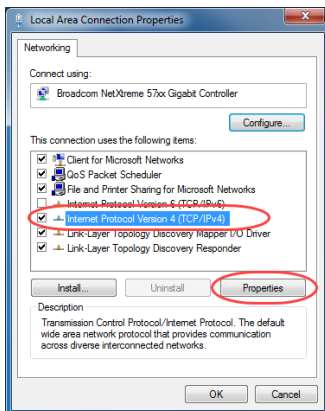 Local Area Connection Properties
Networking
Connect using:
Broadcom NetXtreme 57xx Gigabit Controller
Configure...
This connection uses the following items:
Client for Microsoft Networks
QoS Packet Scheduler
File and Printer Sharing for Microsoft Networks
Internet Protocol Version 6 (TCP/IPv6)
Internet Protocol Version 4 (TCP/IPv4)
Link-Layer Topology Discovery Mapper I/O Driver
Link-Layer Topology Discovery Responder
Install... Uninstall Properties
Description
Transmission Control Protocol/Internet Protocol. The default
wide area network protocol that provides communication
across diverse interconnected networks.
OK Cancel